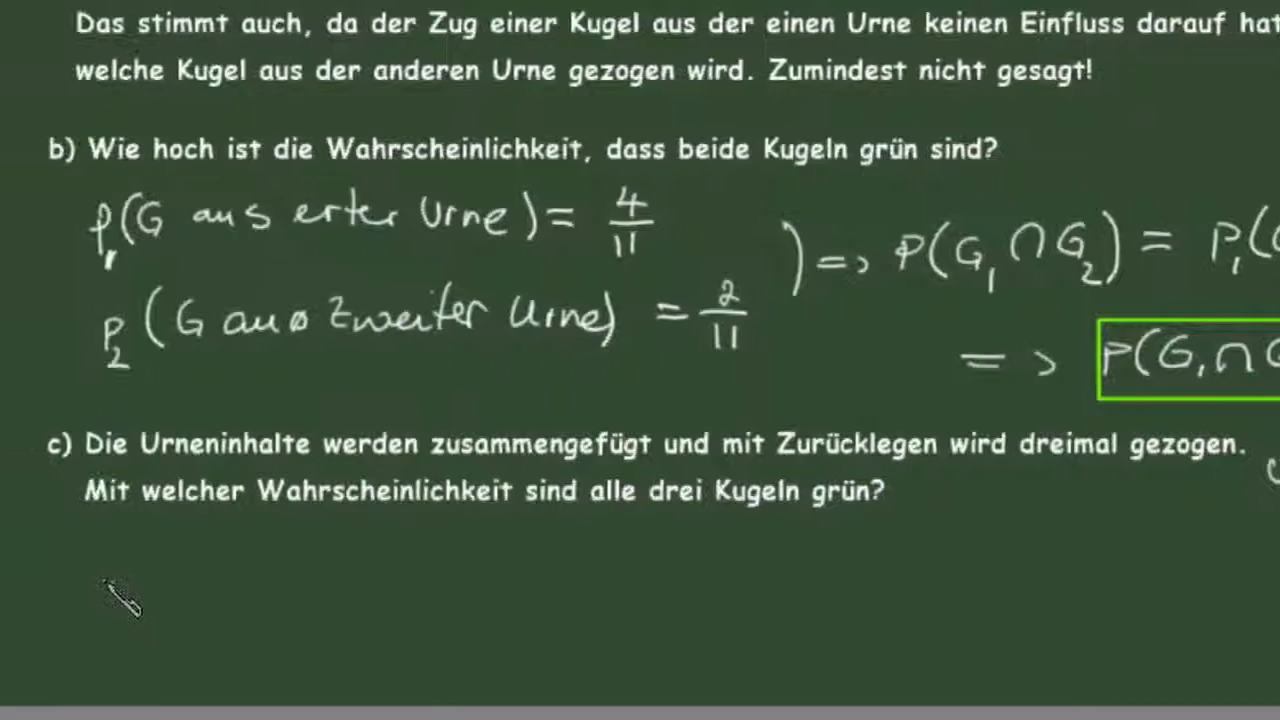 Das stimmt auch, da der Zug einer Kugel aus der einen Urne keinen Einfluss darauf hat
welche Kugel aus der anderen Urne gezogen wird. Zumindest nicht gesagt!
b) Wie hoch ist die Wahrscheinlichkeit, dass beide Kugeln grün sind?
P₁(G aus erter Urne) = 4/11
P₂(G aus zweiter Urne) = 2/11
) => P(G₁ ∩ G₂) = P₁(G
=> P(G₁ ∩ G
c) Die Urneninhalte werden zusammengefügt und mit Zurücklegen wird dreimal gezogen.
Mit welcher Wahrscheinlichkeit sind alle drei Kugeln grün?